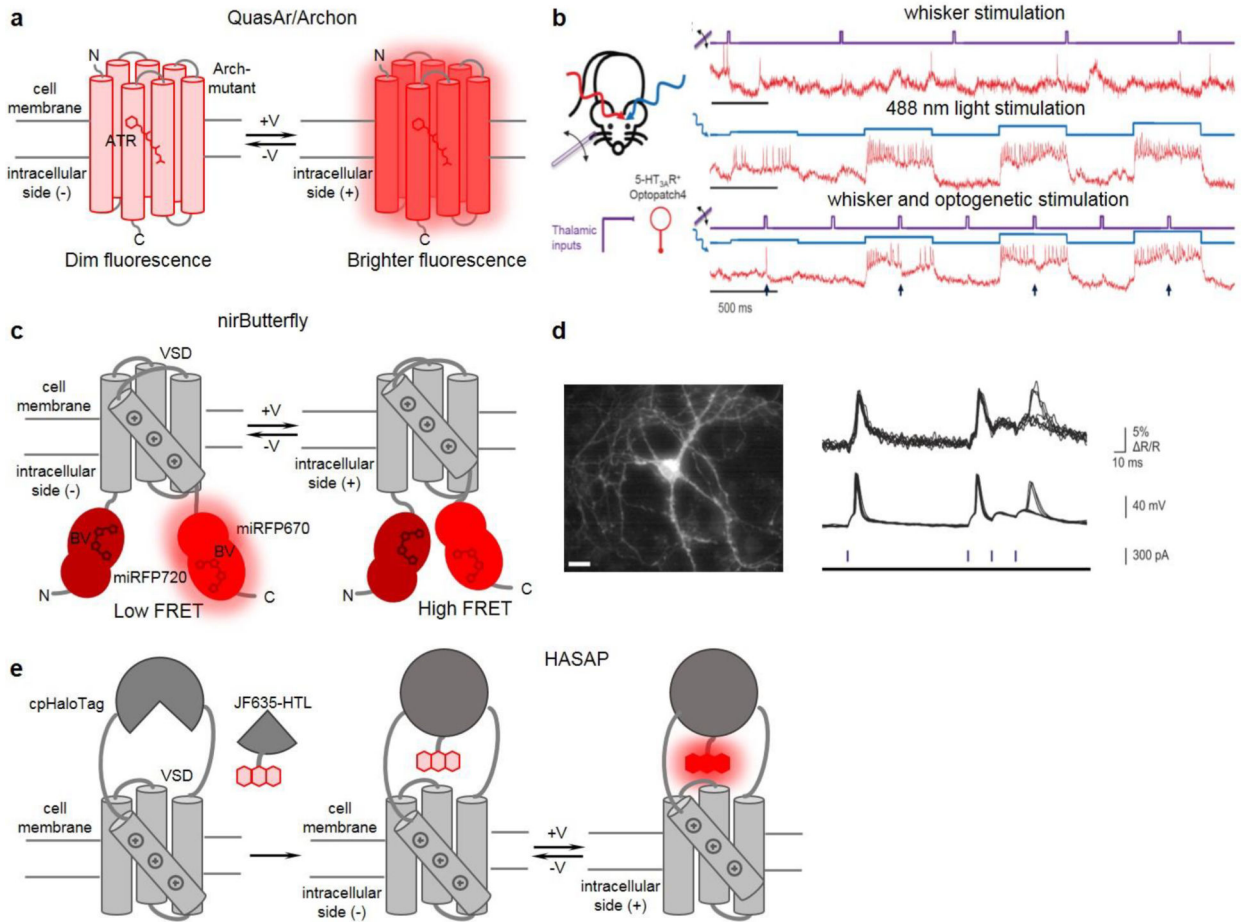 a
QuasAr/Archon
N
Arch-
mutant
cell membrane
ATR
+V
-V
intracellular
side (-)
intracellular
side (+)
C
C
Dim fluorescence
Brighter fluorescence
b
whisker stimulation
488 nm light stimulation
5-HT3AR+
Optopatch4
whisker and optogenetic stimulation
Thalamic
inputs
500 ms
c
nirButterfly
VSD
cell
membrane
+V
-V
intracellular
side (-)
intracellular
side (+)
miRFP670
BV
BV
miRFP720
N
C
N
C
Low FRET
High FRET
d
5%
ΔR/R
10 ms
40 mV
300 pA
e
HASAP
cpHaloTag
JF635-HTL
VSD
cell
membrane
cell
membrane
+V
-V
intracellular
side (-)
intracellular
side (+)